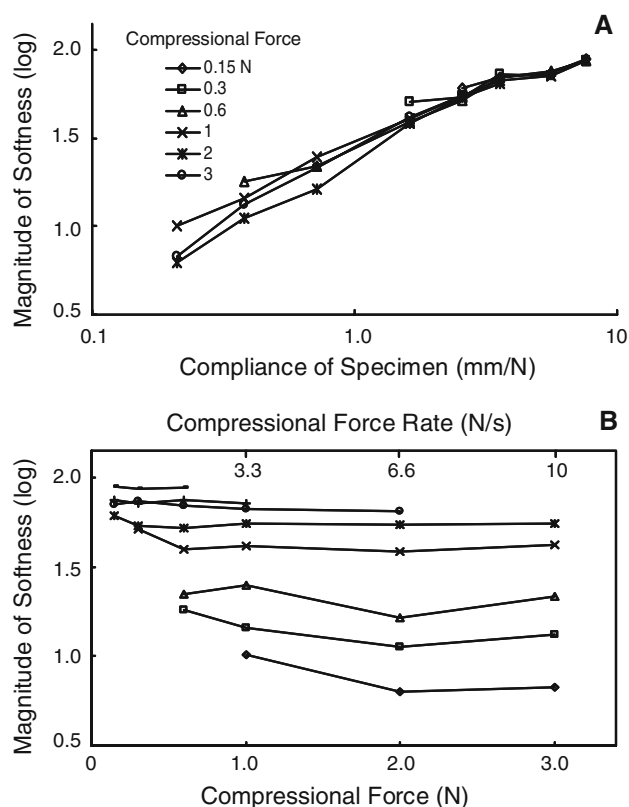 A
Compressional Force
0.15 N
0.3
0.6
1
2
3
Magnitude of Softness (log)
2.0
1.5
1.0
0.5
0.1
1.0
10
Compliance of Specimen (mm/N)
Compressional Force Rate (N/s)
B
3.3
6.6
10
Magnitude of Softness (log)
2.0
1.5
1.0
0.5
0
1.0
2.0
3.0
Compressional Force (N)